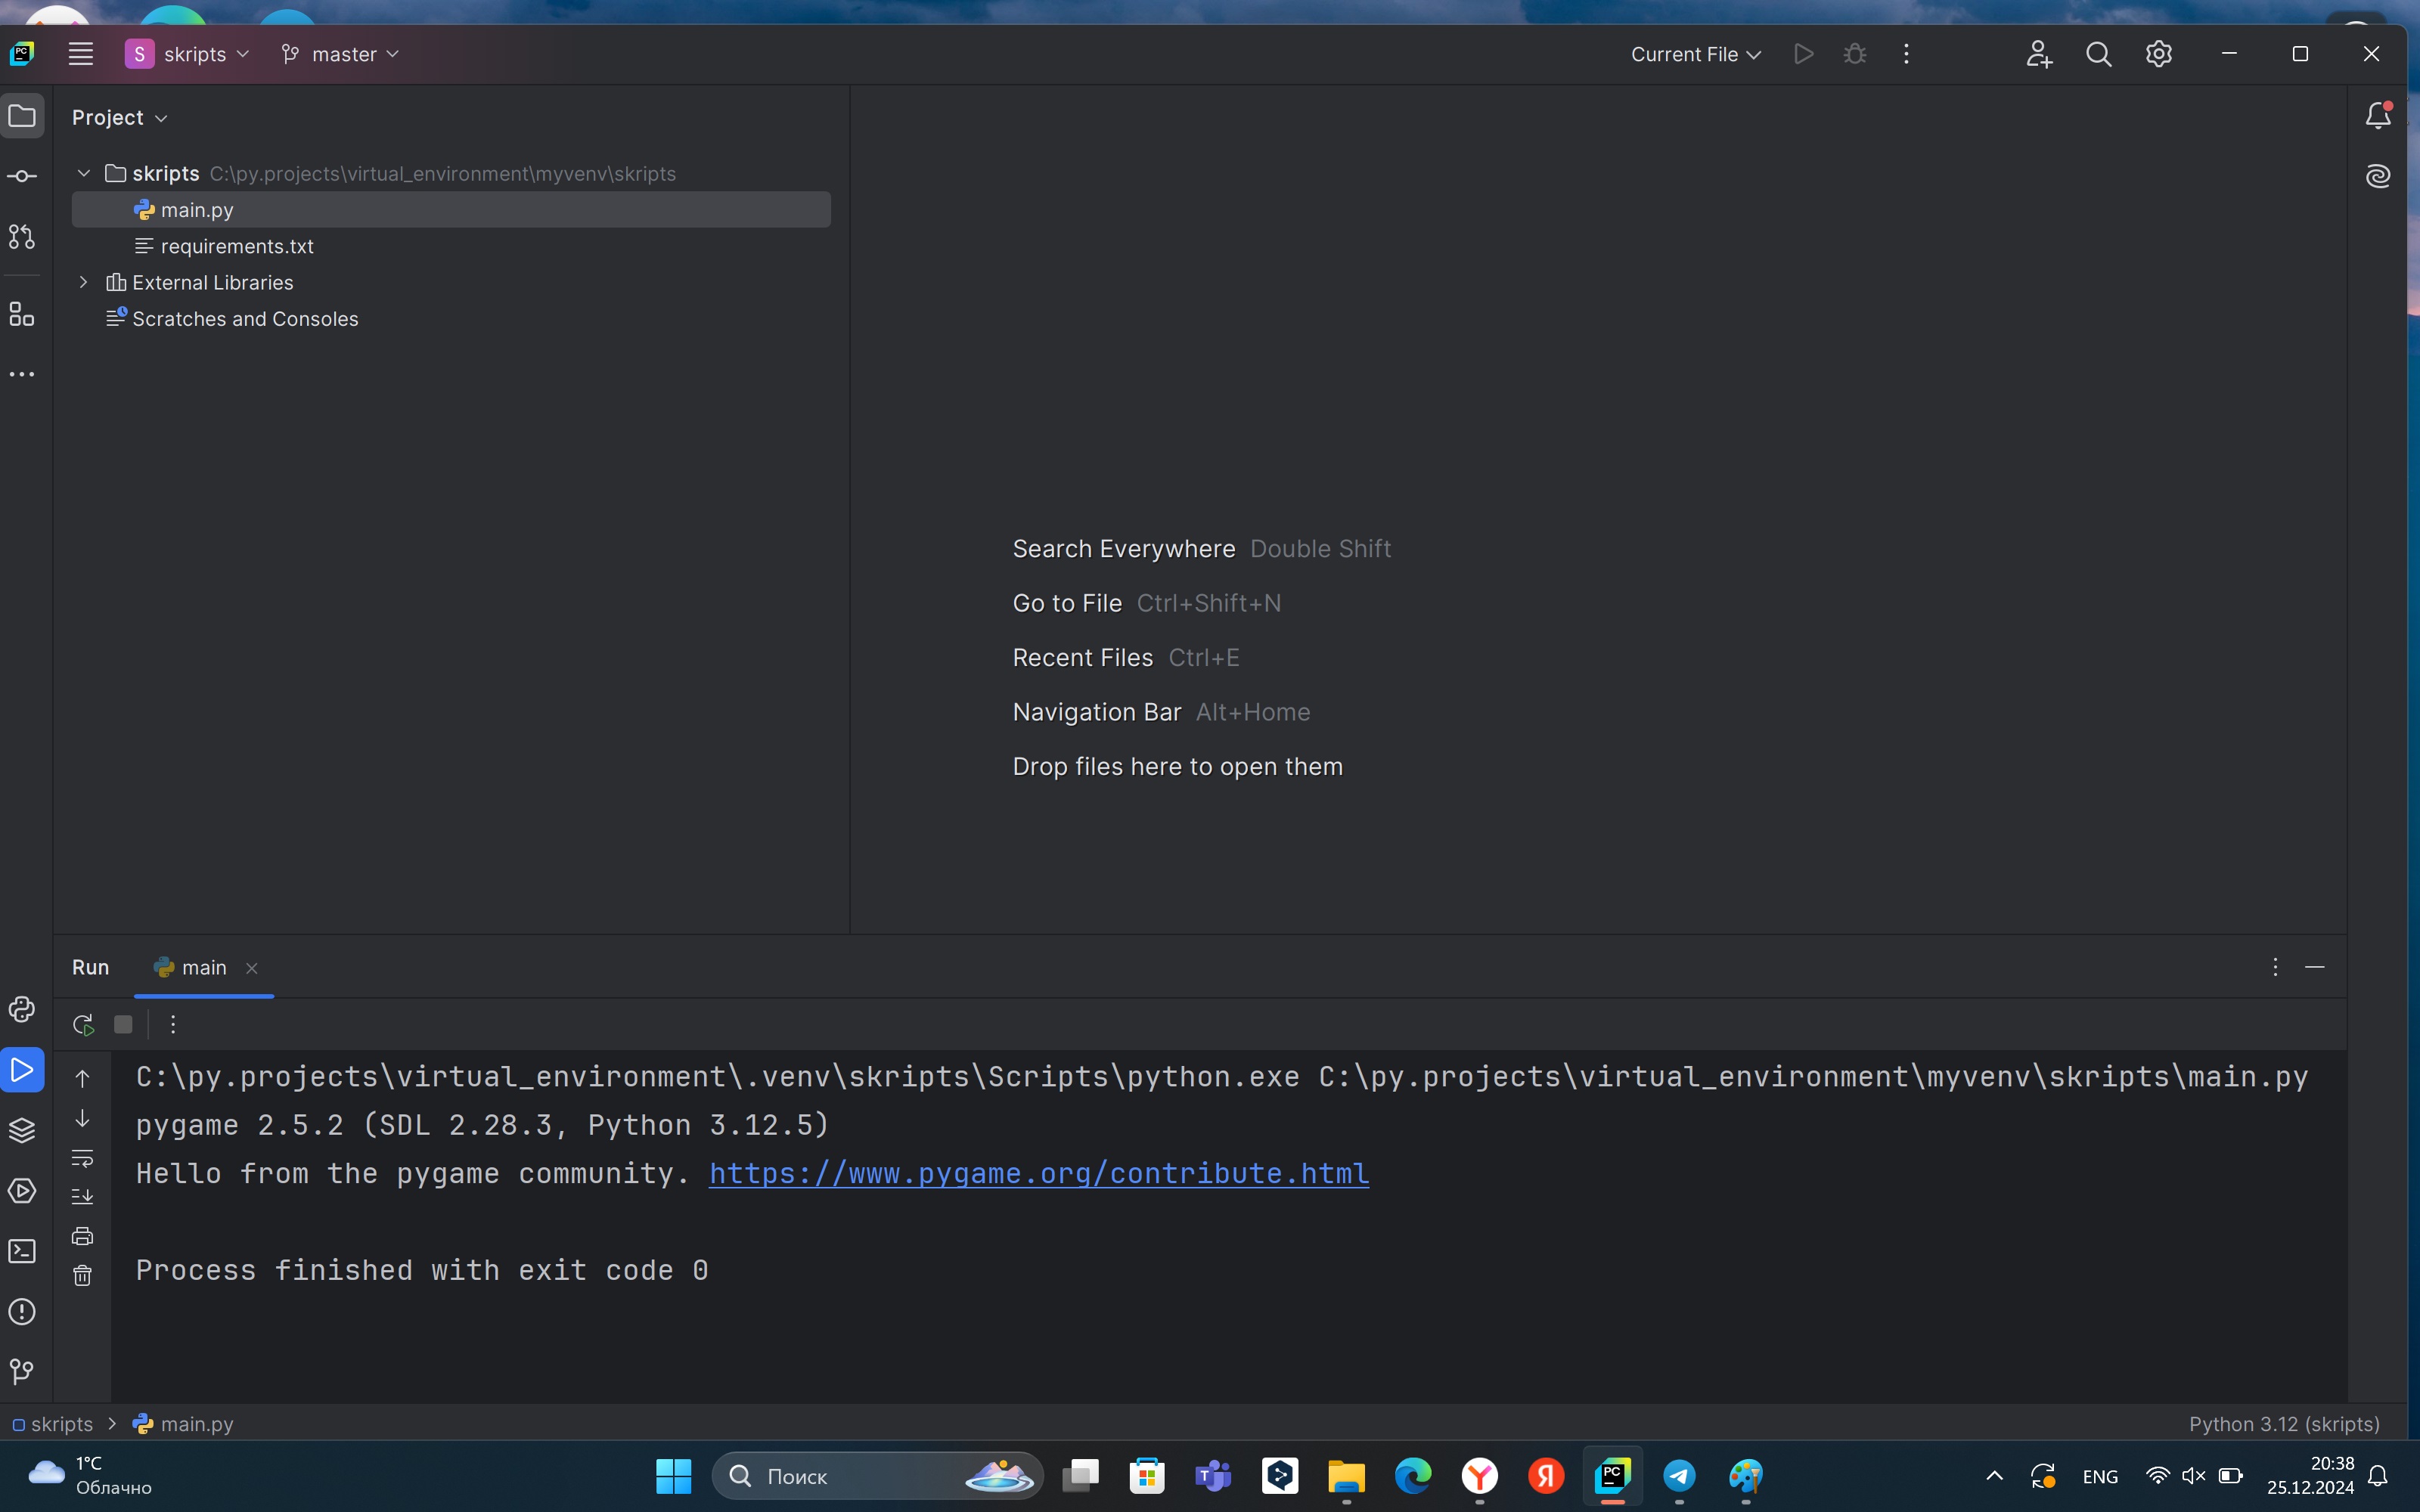 PC S skripts master Current File
Project
skripts C:\py.projects\virtual_environment\myvenv\skripts
main.py
requirements.txt
External Libraries
Scratches and Consoles
Search Everywhere Double Shift
Go to File Ctrl+Shift+N
Recent Files Ctrl+E
Navigation Bar Alt+Home
Drop files here to open them
Run main
C:\py.projects\virtual_environment\.venv\skripts\Scripts\python.exe C:\py.projects\virtual_environment\myvenv\skripts\main.py
pygame 2.5.2 (SDL 2.28.3, Python 3.12.5)
Hello from the pygame community. https://www.pygame.org/contribute.html
Process finished with exit code 0
skripts main.py Python 3.12 (skripts)
1°C
Облачно
Поиск
T
Y
Я
PC
ENG
20:38
25.12.2024